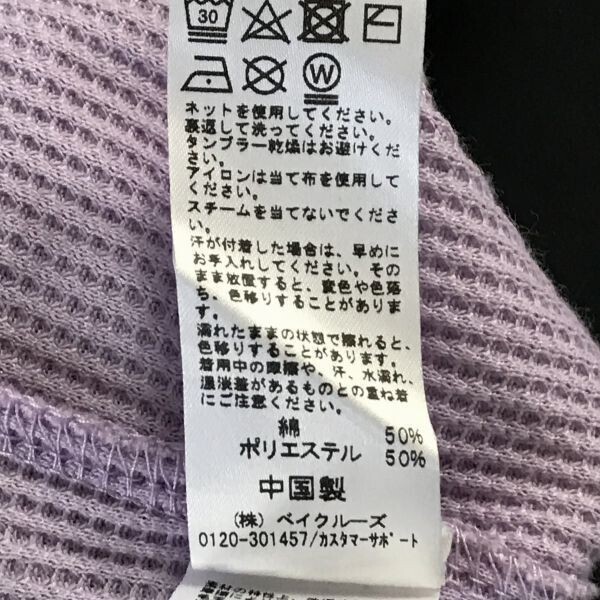 30
W
ネットを使用してください。
裏返して洗ってください。
タンブラー乾燥はお避けくだ
さい。
アイロンは当て布を使用して
ください。
スチームを当てないでくださ
い。
汗が付着した場合は、早めに
お手入れしてください。その
まま放置すると、変色や色落
ち、色移りすることがありま
す。
濡れたままの状態で擦れると、
色移りすることがあります。
着用中の摩擦や、汗、水濡れ、
濃淡差があるものとの重ね着
にご注意ください。
綿 50%
ポリエステル 50%
中国製
(株) ベイクルーズ
0120-301457/カスタマーサポート
素材の特性上、